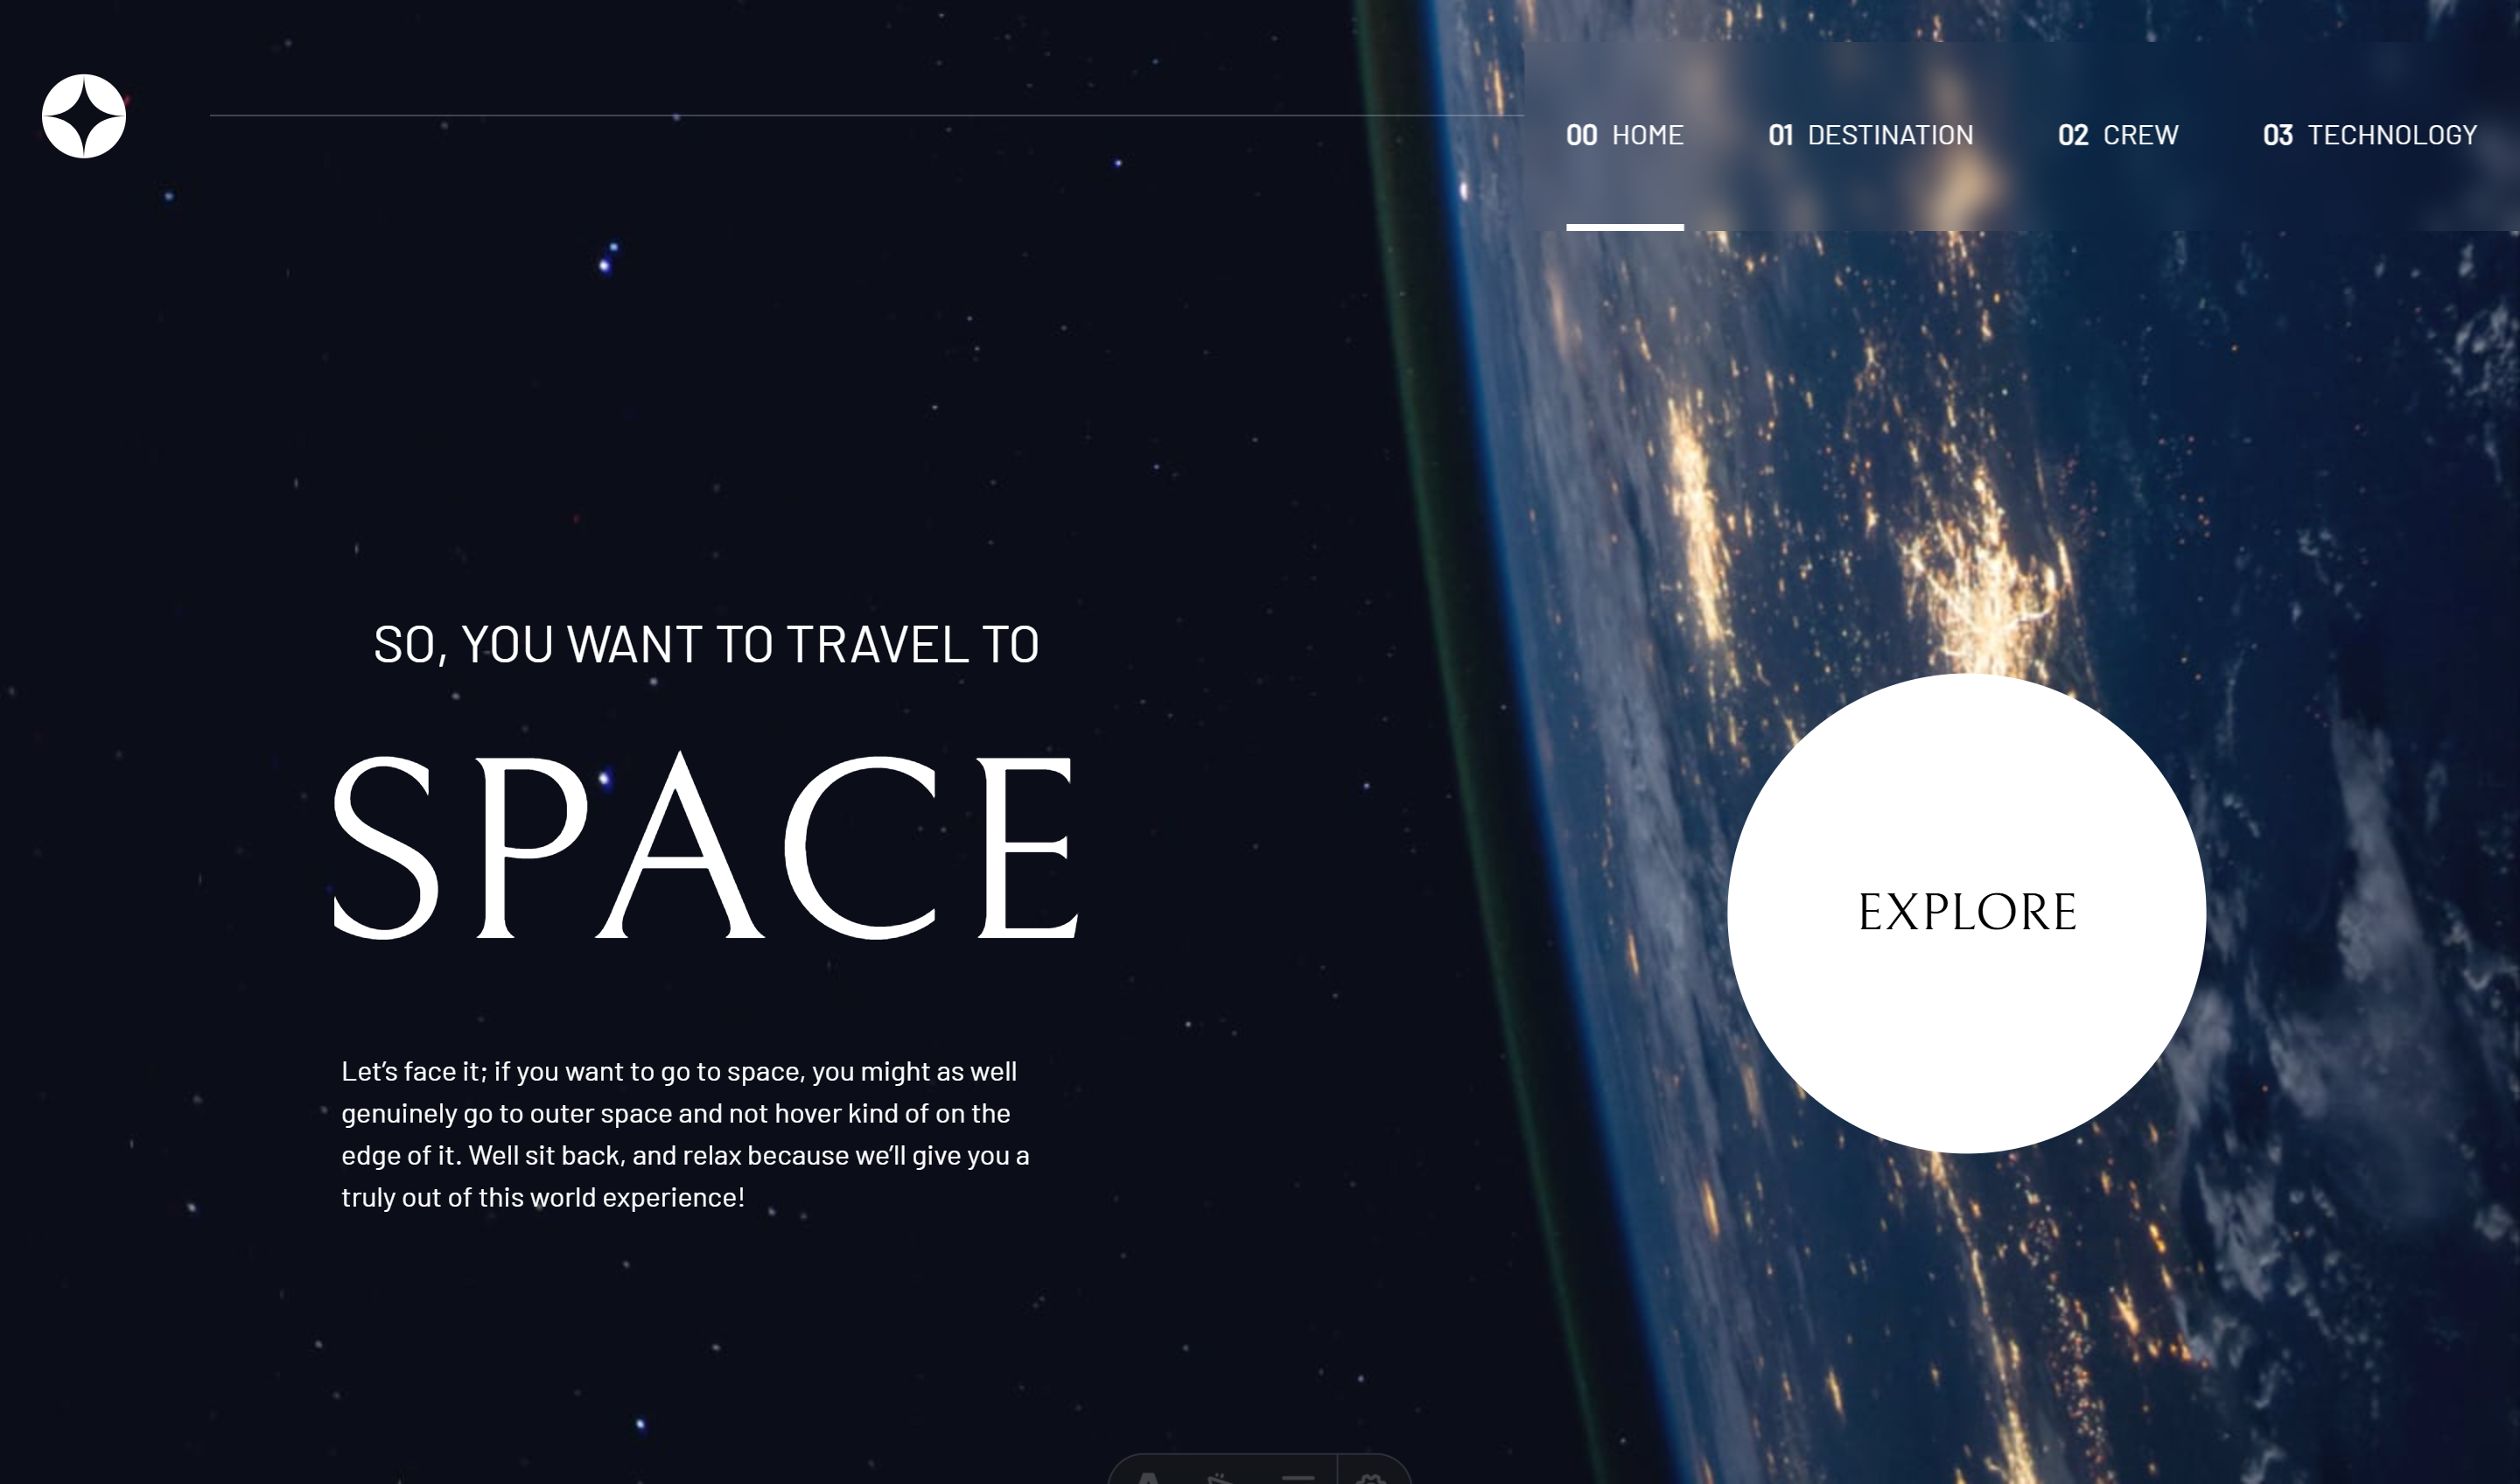 00 HOME 01 DESTINATION 02 CREW 03 TECHNOLOGY
SO, YOU WANT TO TRAVEL TO
SPACE
Let’s face it; if you want to go to space, you might as well
genuinely go to outer space and not hover kind of on the
edge of it. Well sit back, and relax because we’ll give you a
truly out of this world experience!
EXPLORE